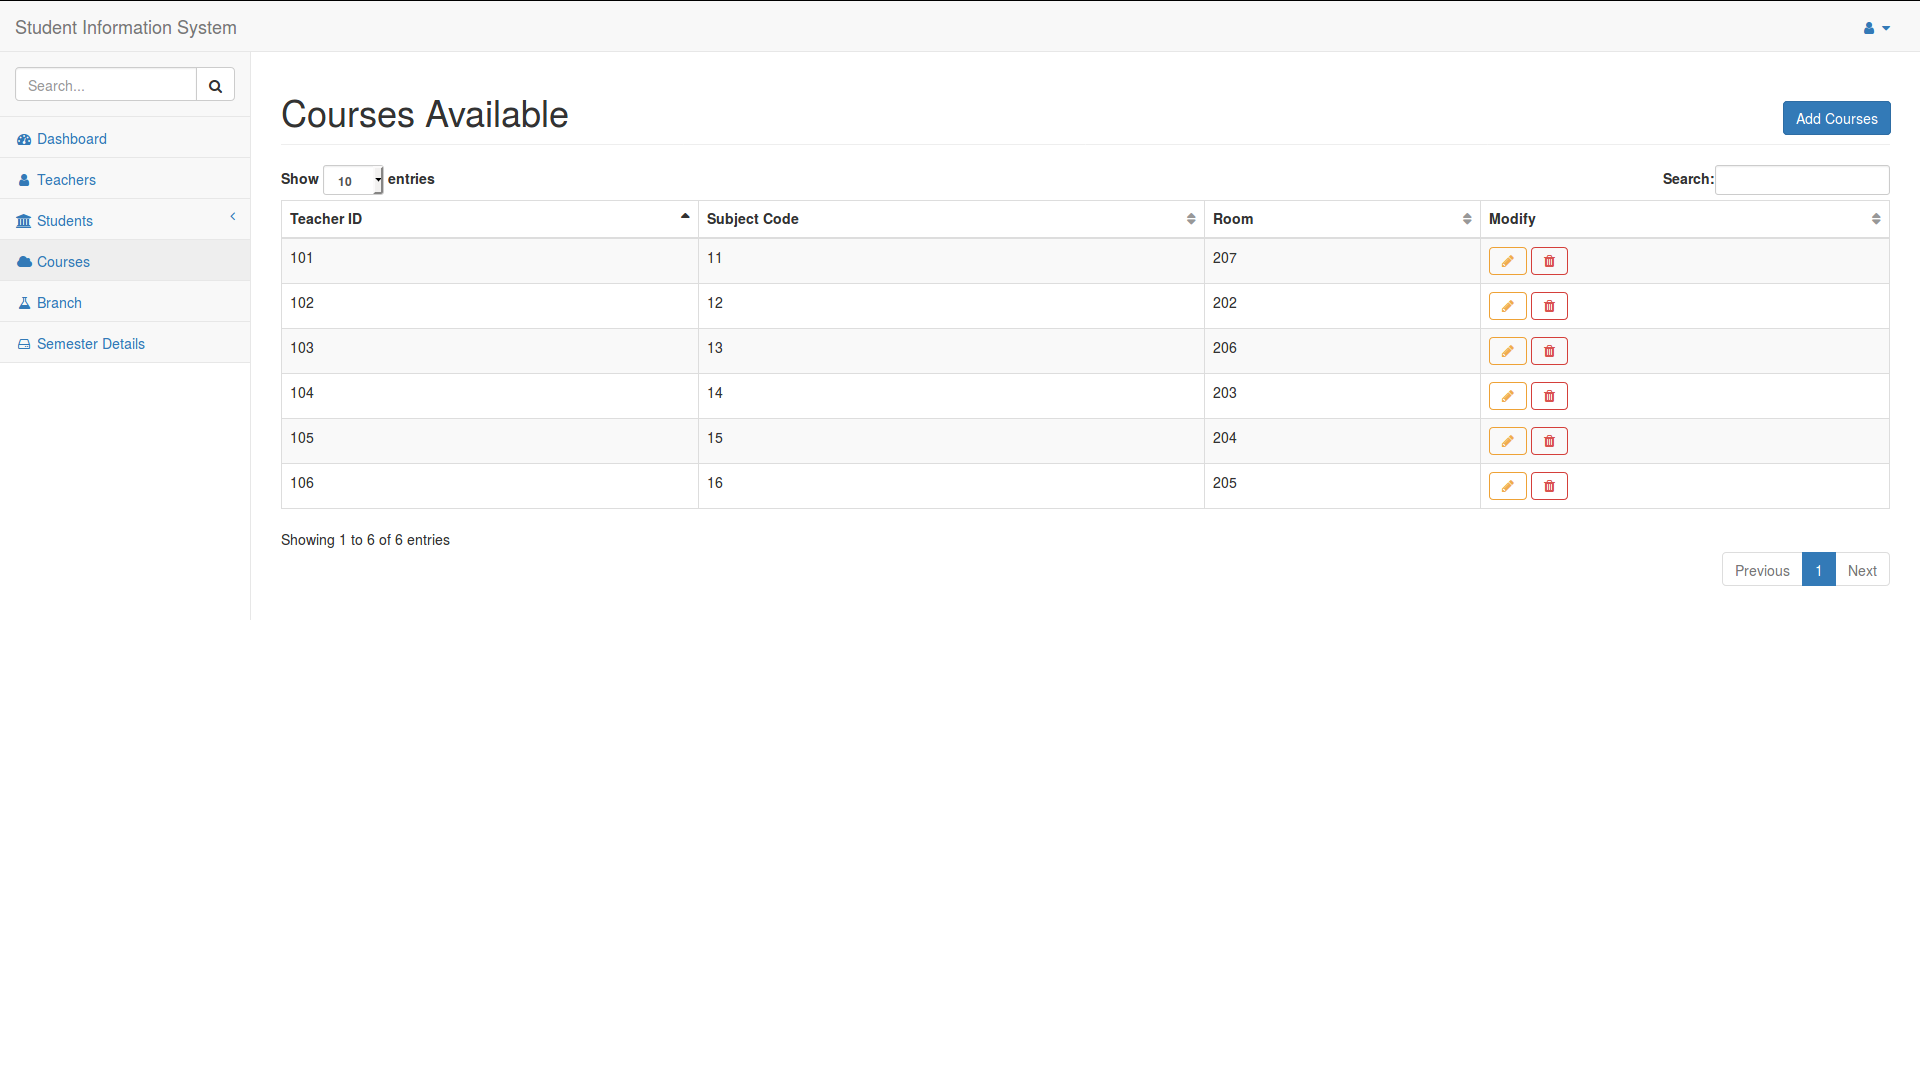 Student Information System
Search...
Dashboard
Teachers
Students
Courses
Branch
Semester Details
Courses Available
Add Courses
Show 10 entries
Search:
Teacher ID Subject Code Room Modify
101 11 207
102 12 202
103 13 206
104 14 203
105 15 204
106 16 205
Showing 1 to 6 of 6 entries
Previous 1 Next